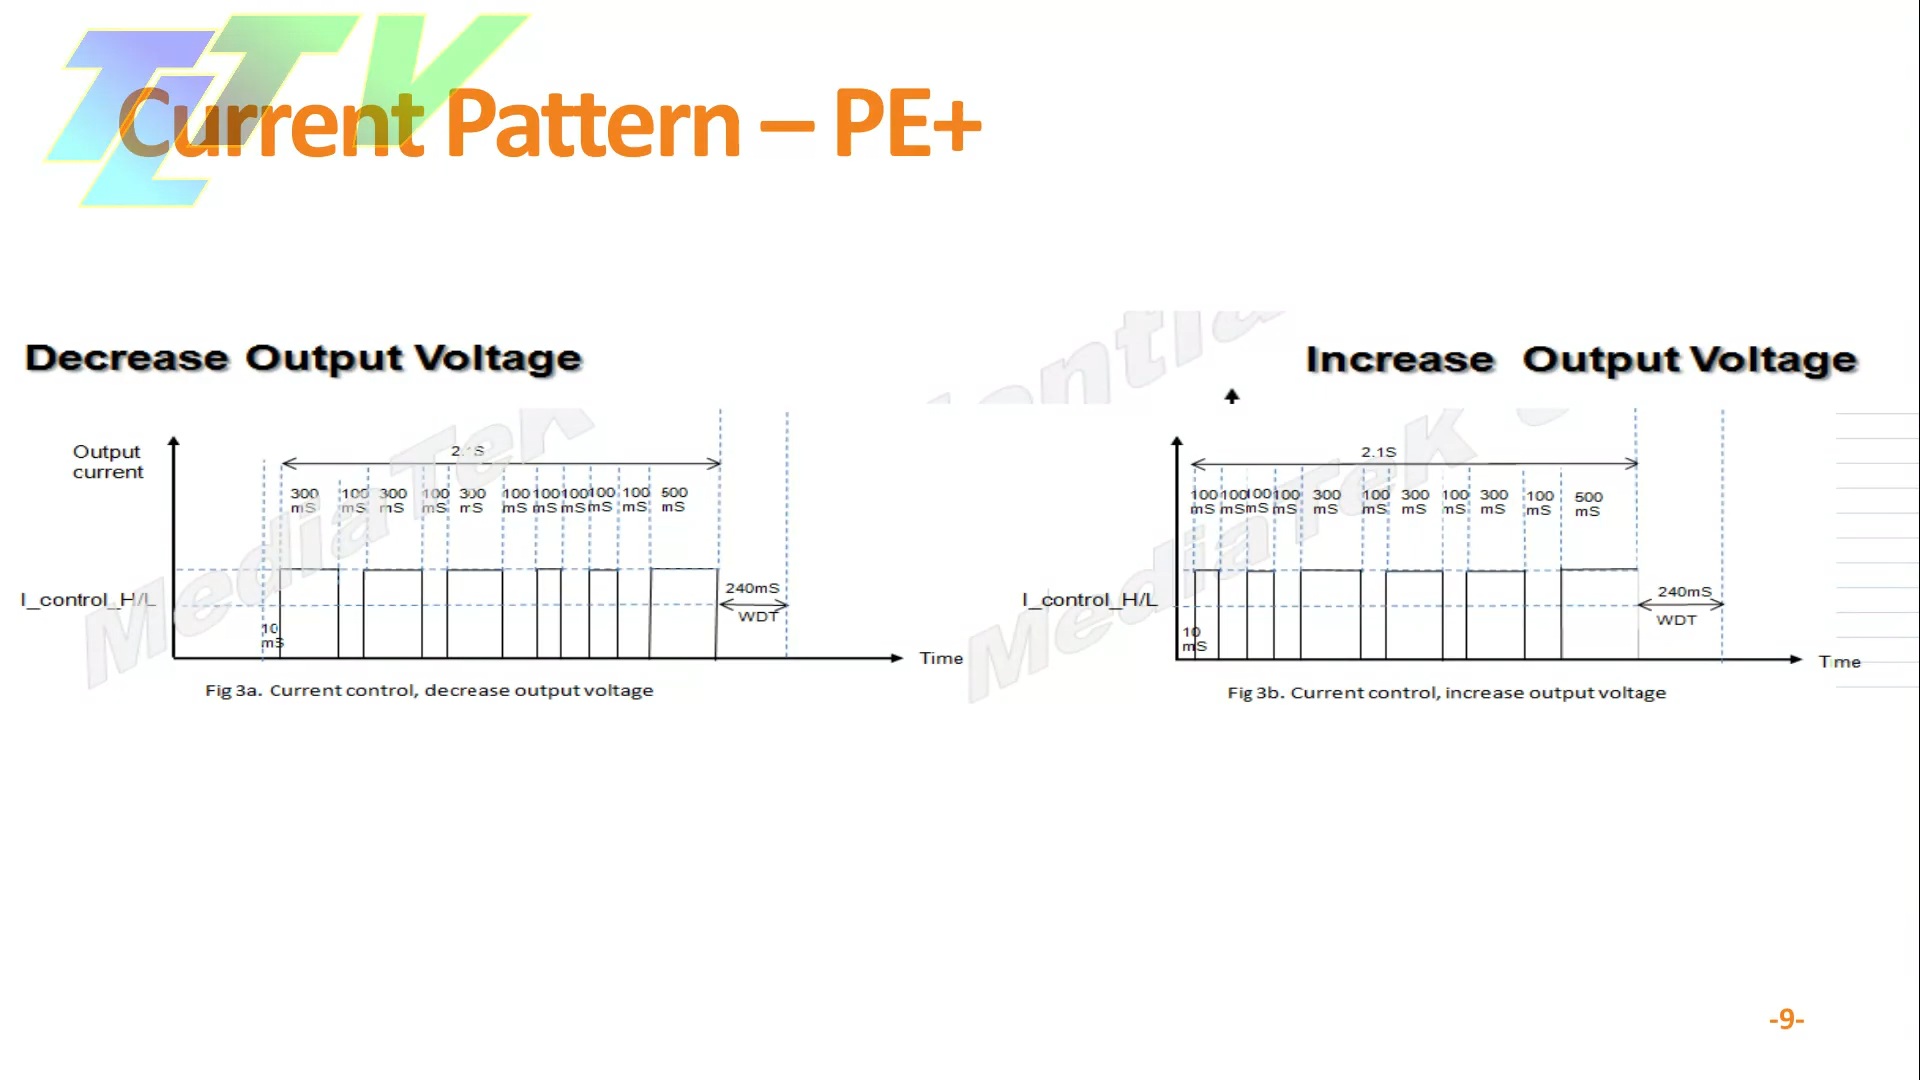 TLTV
Current Pattern – PE+
Decrease Output Voltage
Output
current
2.1S
300 100 300 100 300 100 100 100 100 100 500
mS mS mS mS mS mS mS mS mS mS mS
I_control_H/L
10
mS
240mS
WDT
Time
Fig 3a. Current control, decrease output voltage
MediaTek
Increase Output Voltage
2.1S
100 100 100 100 300 100 300 100 300 100 500
mS mS mS mS mS mS mS mS mS mS mS
I_control_H/L
10
mS
240mS
WDT
Time
Fig 3b. Current control, increase output voltage
MediaTek
-9-